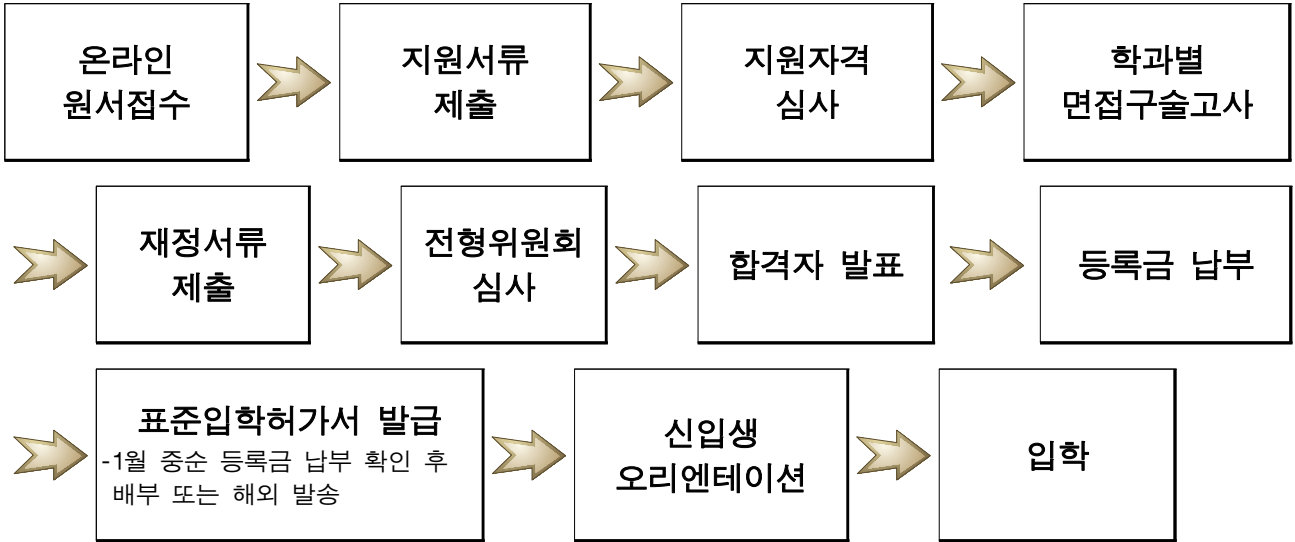 온라인
원서접수
지원서류
제출
지원자격
심사
학과별
면접구술고사
재정서류
제출
전형위원회
심사
합격자 발표
등록금 납부
표준입학허가서 발급
-1월 중순 등록금 납부 확인 후
배부 또는 해외 발송
신입생
오리엔테이션
입학